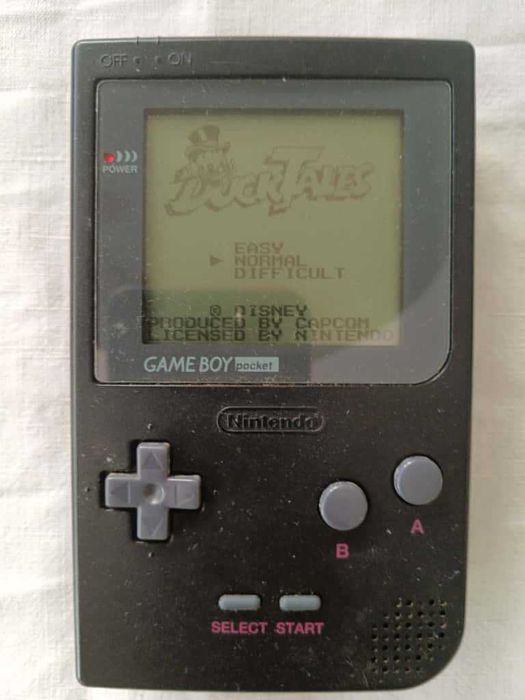 OFF ON
POWER
DUCKTALES
EASY
NORMAL
DIFFICULT
© DISNEY
PRODUCED BY CAPCOM
LICENSED BY NINTENDO
GAME BOY pocket
Nintendo
A
B
SELECT START